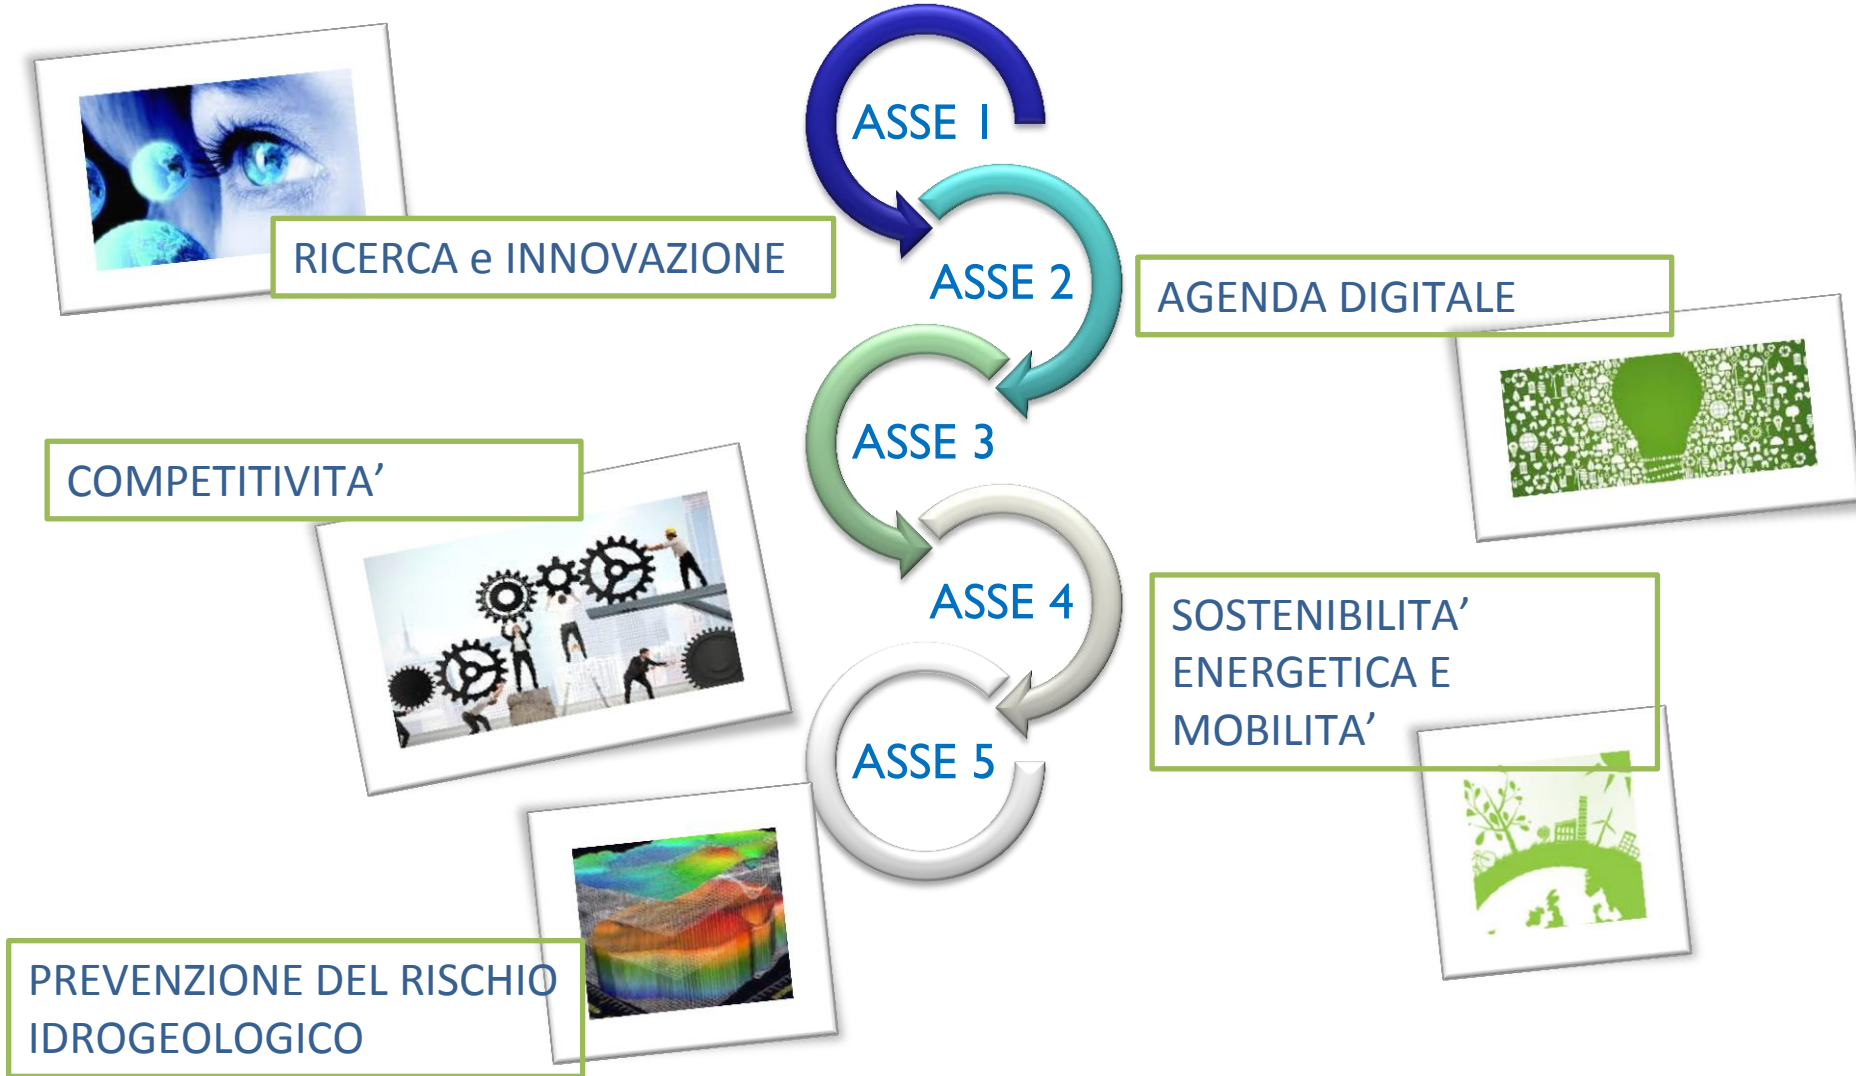 ASSE 1
RICERCA e INNOVAZIONE
ASSE 2
AGENDA DIGITALE
ASSE 3
COMPETITIVITA’
ASSE 4
SOSTENIBILITA’
ENERGETICA E
MOBILITA’
ASSE 5
PREVENZIONE DEL RISCHIO
IDROGEOLOGICO